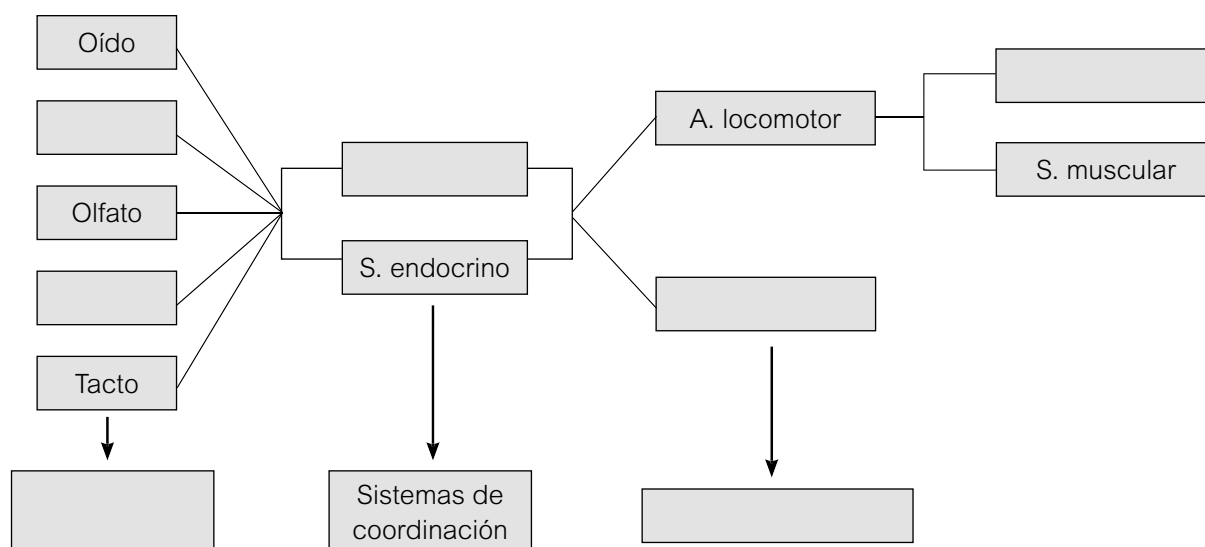 Oído
Olfato
Tacto
S. endocrino
Sistemas de
coordinación
A. locomotor
S. muscular